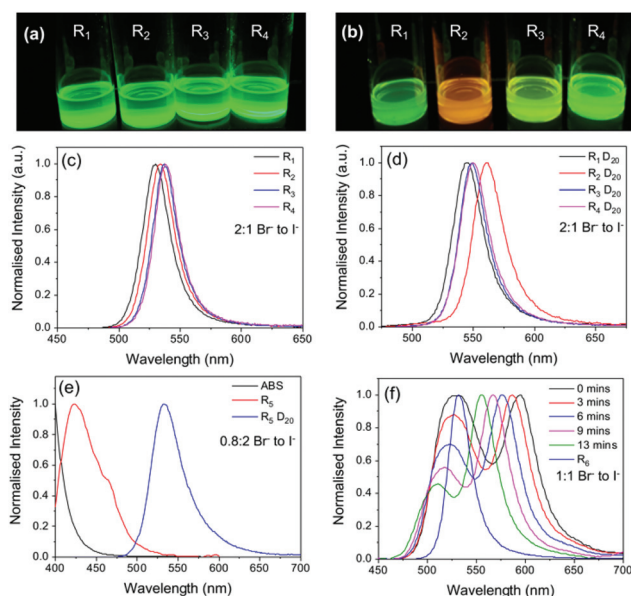 (a) R₁ R₂ R₃ R₄
(b) R₁ R₂ R₃ R₄
(c)
R₁
R₂
R₃
R₄
2:1 Br⁻ to I⁻
Normalised Intensity (a.u.)
1.0
0.8
0.6
0.4
0.2
0.0
450 500 550 600 650
Wavelength (nm)
(d)
R₁ D₂₀
R₂ D₂₀
R₃ D₂₀
R₄ D₂₀
2:1 Br⁻ to I⁻
Normalised Intensity
1.0
0.8
0.6
0.4
0.2
0.0
500 550 600 650
Wavelength (nm)
(e)
ABS
R₅
R₅ D₂₀
0.8:2 Br⁻ to I⁻
Normalised Intensity
1.0
0.8
0.6
0.4
0.2
0.0
400 450 500 550 600 650 700
Wavelength (nm)
(f)
0 mins
3 mins
6 mins
9 mins
13 mins
R₆
1:1 Br⁻ to I⁻
Normalised Intensity
1.0
0.8
0.6
0.4
0.2
0.0
450 500 550 600 650 700
Wavelength (nm)